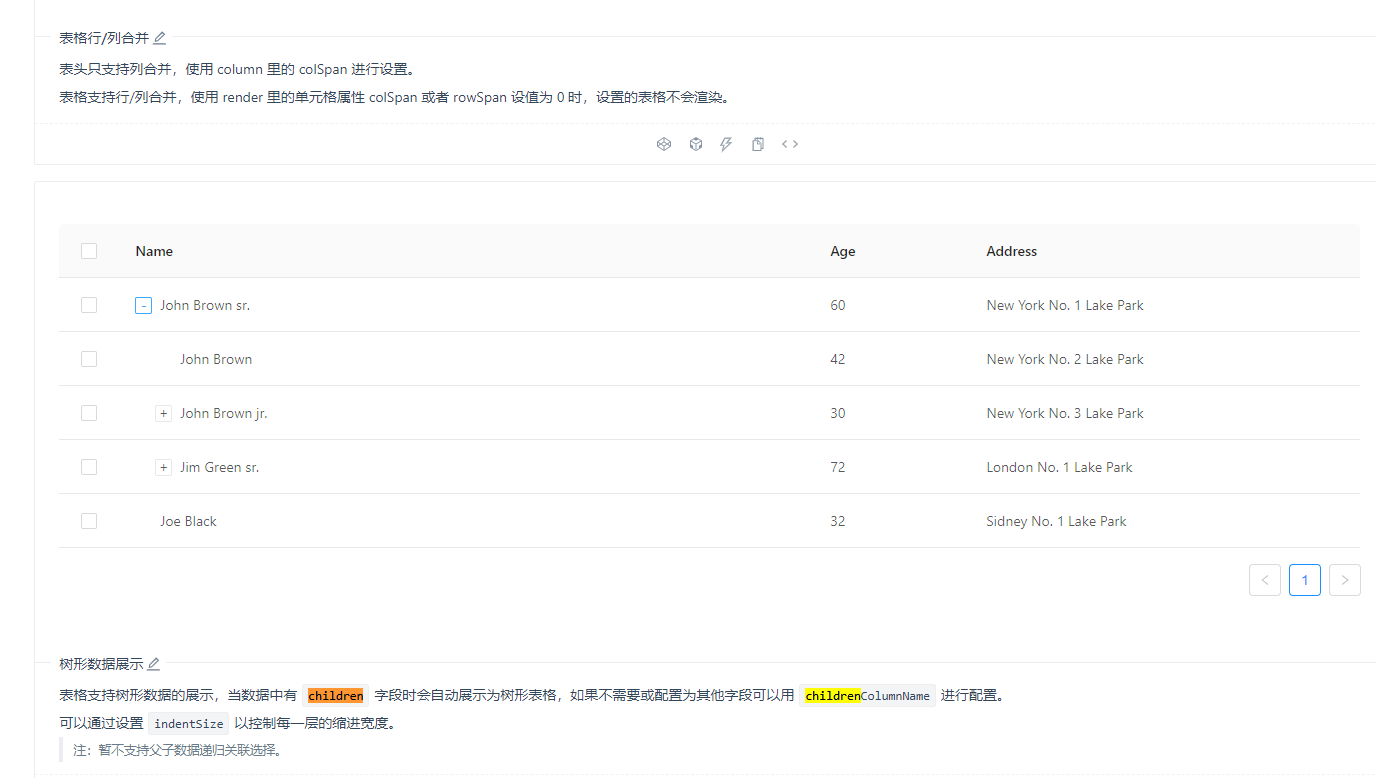 表格行/列合并
表头只支持列合并，使用 column 里的 colSpan 进行设置。
表格支持行/列合并，使用 render 里的单元格属性 colSpan 或者 rowSpan 设值为 0 时，设置的表格不会渲染。
Name Age Address
- John Brown sr. 60 New York No. 1 Lake Park
John Brown 42 New York No. 2 Lake Park
+ John Brown jr. 30 New York No. 3 Lake Park
+ Jim Green sr. 72 London No. 1 Lake Park
Joe Black 32 Sidney No. 1 Lake Park
< 1 >
树形数据展示
表格支持树形数据的展示，当数据中有 children 字段时会自动展示为树形表格，如果不需要或配置为其他字段可以用 childrenColumnName 进行配置。
可以通过设置 indentSize 以控制每一层的缩进宽度。
注：暂不支持父子数据递归关联选择。